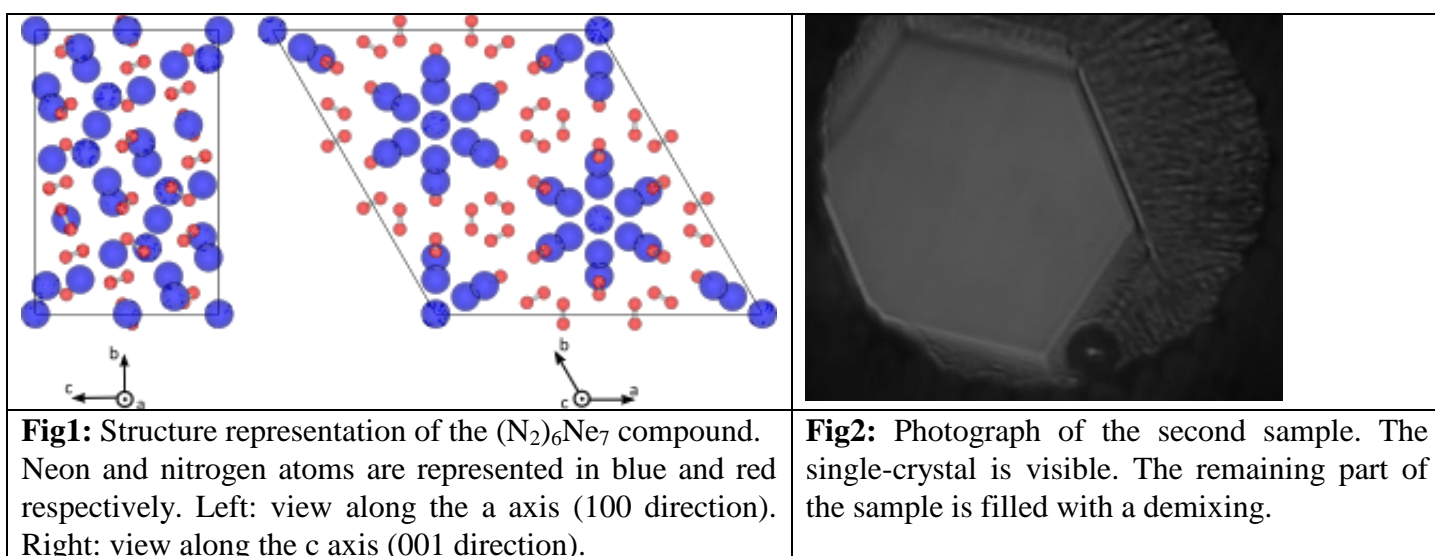 b
c
a
b
c
a
Fig1: Structure representation of the (N₂)₆Ne₇ compound.
Neon and nitrogen atoms are represented in blue and red
respectively. Left: view along the a axis (100 direction).
Right: view along the c axis (001 direction).
Fig2: Photograph of the second sample. The
single-crystal is visible. The remaining part of
the sample is filled with a demixing.